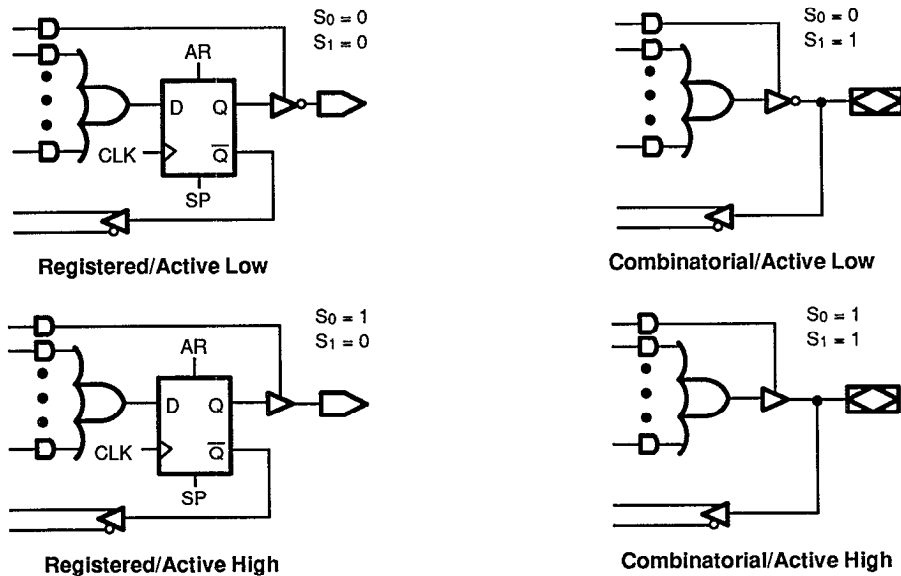 S₀ = 0
S₁ = 0
AR
D
Q
CLK
Q̅
SP
Registered/Active Low
S₀ = 0
S₁ = 1
Combinatorial/Active Low
S₀ = 1
S₁ = 0
AR
D
Q
CLK
Q̅
SP
Registered/Active High
S₀ = 1
S₁ = 1
Combinatorial/Active High